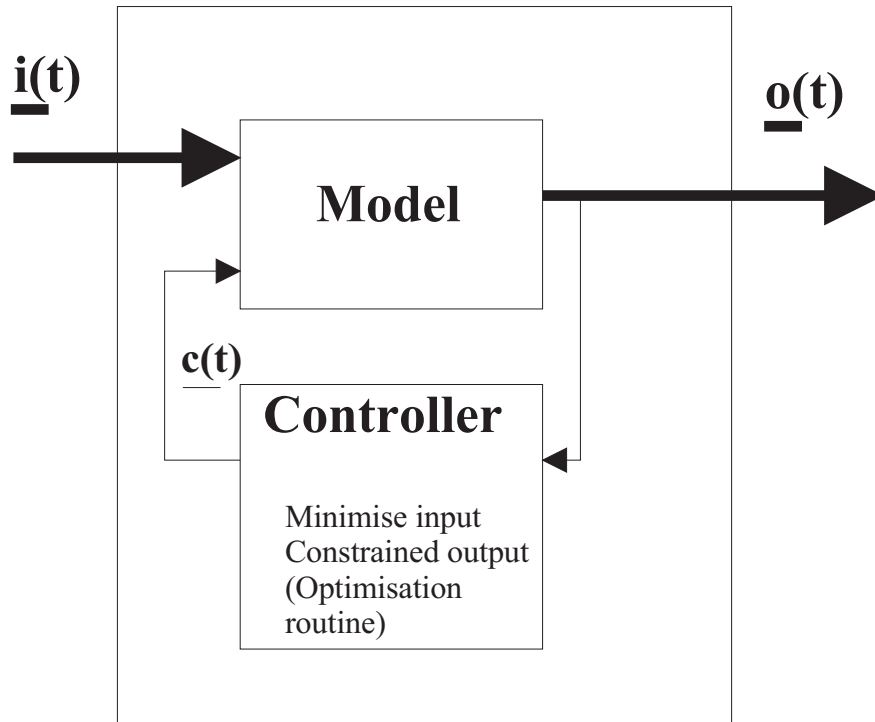 i(t)
o(t)
Model
c(t)
Controller
Minimise input
Constrained output
(Optimisation
routine)